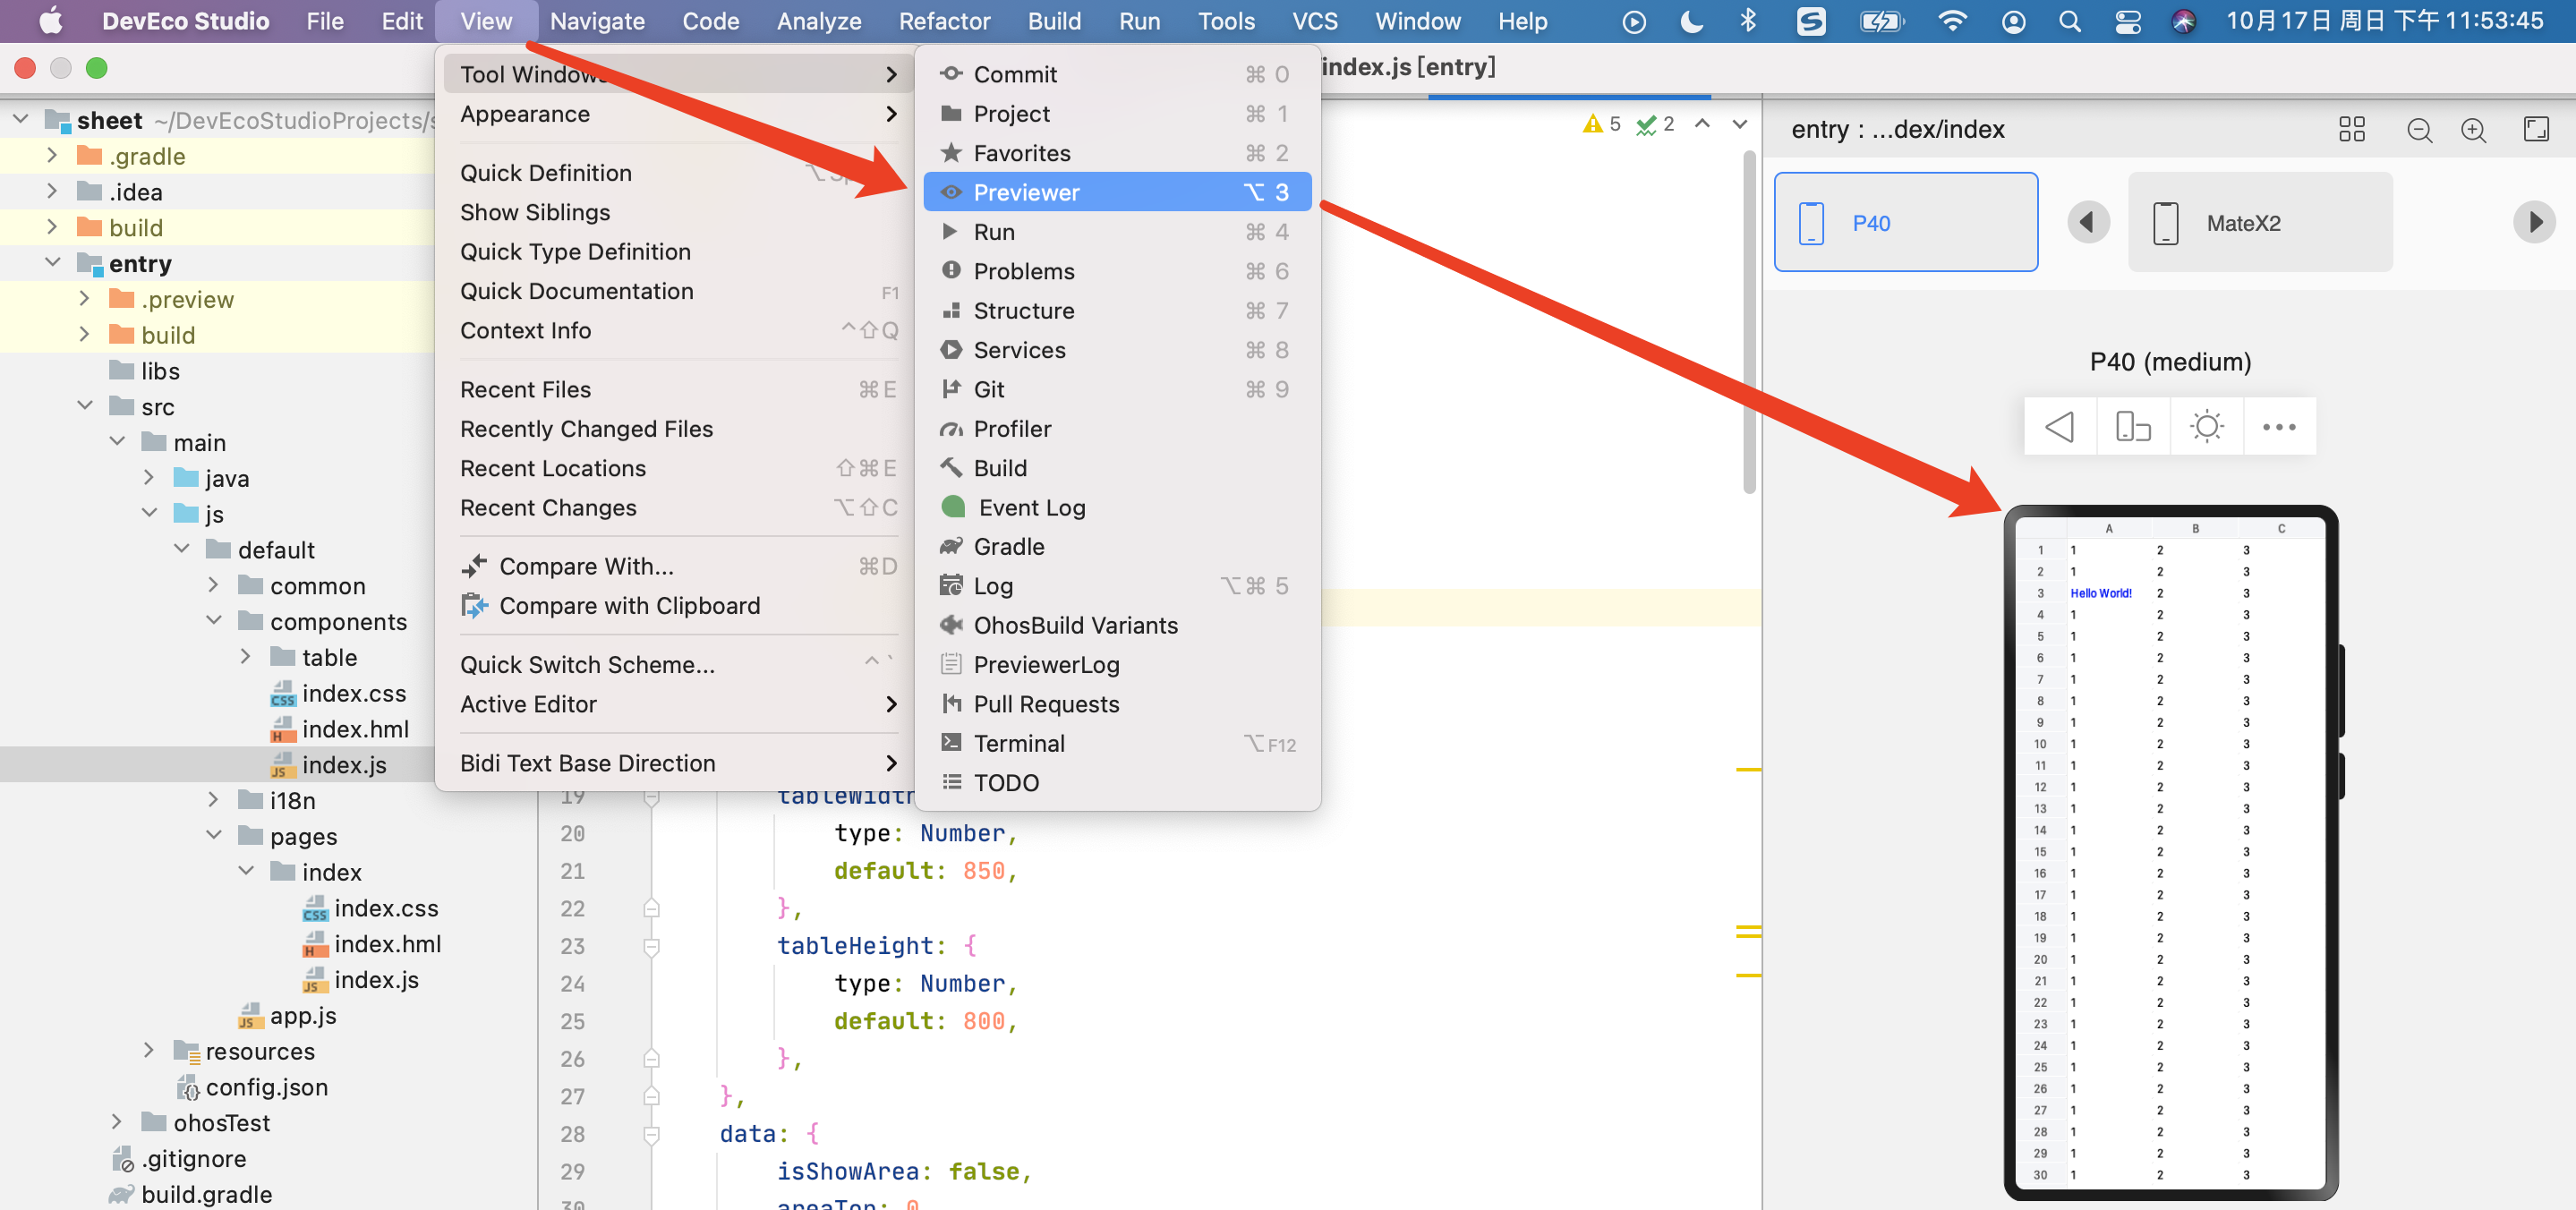 DevEco Studio File Edit View Navigate Code Analyze Refactor Build Run Tools VCS Window Help 10月17日 周日 下午 11:53:45
index.js [entry]
sheet ~/DevEcoStudioProjects/s
.gradle
.idea
build
entry
.preview
build
libs
src
main
java
js
default
common
components
table
index.css
index.hml
index.js
i18n
pages
index
index.css
index.hml
index.js
app.js
resources
config.json
ohosTest
.gitignore
build.gradle
Tool Windows
Appearance
Quick Definition
Show Siblings
Quick Type Definition
Quick Documentation F1
Context Info ^⇧Q
Recent Files ⌘E
Recently Changed Files
Recent Locations ⇧⌘E
Recent Changes ⌥⇧C
Compare With... ⌘D
Compare with Clipboard
Quick Switch Scheme... ^`
Active Editor
Bidi Text Base Direction
Commit ⌘0
Project ⌘1
Favorites ⌘2
Previewer ⌥3
Run ⌘4
Problems ⌘6
Structure ⌘7
Services ⌘8
Git ⌘9
Profiler
Build
Event Log
Gradle
Log ⌥⌘5
OhosBuild Variants
PreviewerLog
Pull Requests
Terminal ⌥F12
TODO
5 2
19 tableWidth
20 type: Number,
21 default: 850,
22 },
23 tableHeight: {
24 type: Number,
25 default: 800,
26 },
27 },
28 data: {
29 isShowArea: false,
30 areaTop: 0
entry : ...dex/index
P40
MateX2
P40 (medium)
A B C
1 1 2 3
2 1 2 3
3 Hello World! 2 3
4 1 2 3
5 1 2 3
6 1 2 3
7 1 2 3
8 1 2 3
9 1 2 3
10 1 2 3
11 1 2 3
12 1 2 3
13 1 2 3
14 1 2 3
15 1 2 3
16 1 2 3
17 1 2 3
18 1 2 3
19 1 2 3
20 1 2 3
21 1 2 3
22 1 2 3
23 1 2 3
24 1 2 3
25 1 2 3
26 1 2 3
27 1 2 3
28 1 2 3
29 1 2 3
30 1 2 3